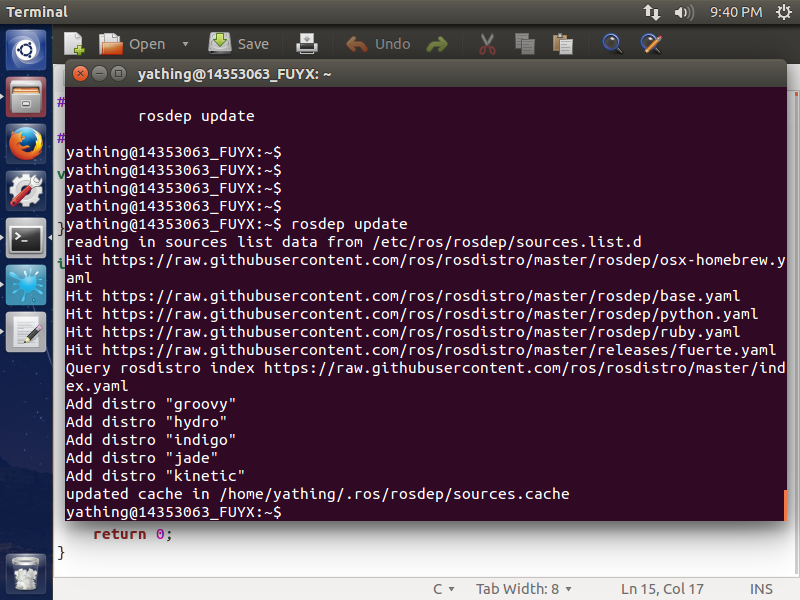 Terminal
9:40 PM
Open
Save
Undo
yathing@14353063_FUYX: ~
#
rosdep update
#
yathing@14353063_FUYX:~$
yathing@14353063_FUYX:~$
v
yathing@14353063_FUYX:~$
yathing@14353063_FUYX:~$
}
yathing@14353063_FUYX:~$ rosdep update
reading in sources list data from /etc/ros/rosdep/sources.list.d
Hit https://raw.githubusercontent.com/ros/rosdistro/master/rosdep/osx-homebrew.y
aml
Hit https://raw.githubusercontent.com/ros/rosdistro/master/rosdep/base.yaml
Hit https://raw.githubusercontent.com/ros/rosdistro/master/rosdep/python.yaml
Hit https://raw.githubusercontent.com/ros/rosdistro/master/rosdep/ruby.yaml
Hit https://raw.githubusercontent.com/ros/rosdistro/master/releases/fuerte.yaml
Query rosdistro index https://raw.githubusercontent.com/ros/rosdistro/master/ind
ex.yaml
Add distro "groovy"
Add distro "hydro"
Add distro "indigo"
Add distro "jade"
Add distro "kinetic"
updated cache in /home/yathing/.ros/rosdep/sources.cache
yathing@14353063_FUYX:~$
return 0;
}
C
Tab Width: 8
Ln 15, Col 17
INS